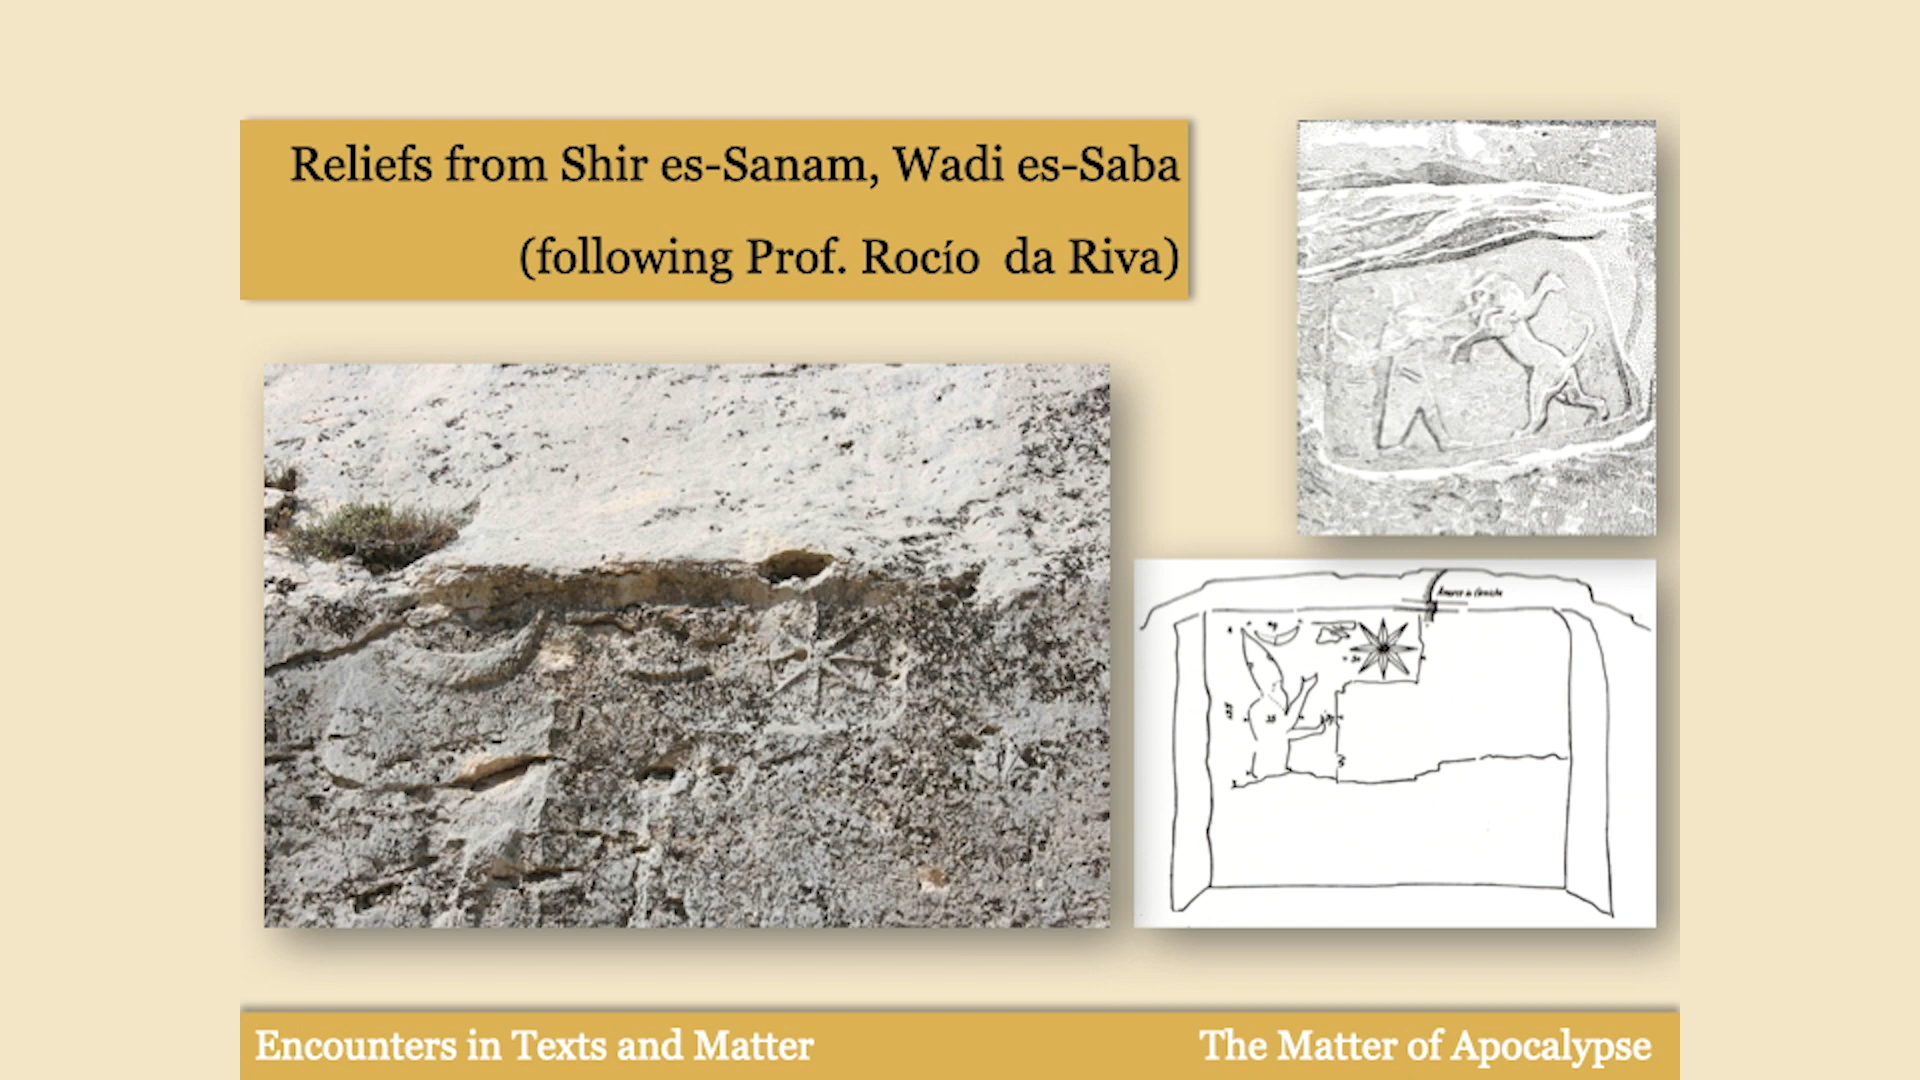 Reliefs from Shir es-Sanam, Wadi es-Saba
(following Prof. Rocío da Riva)
Encounters in Texts and Matter
The Matter of Apocalypse